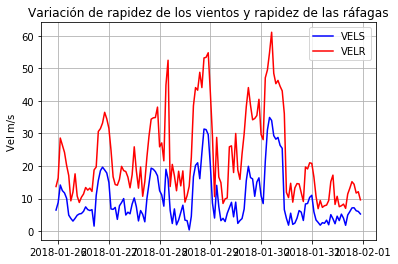 Variación de rapidez de los vientos y rapidez de las ráfagas
VELS
VELR
Vel m/s
60
50
40
30
20
10
0
2018-01-26 2018-01-27 2018-01-28 2018-01-29 2018-01-30 2018-01-31 2018-02-01